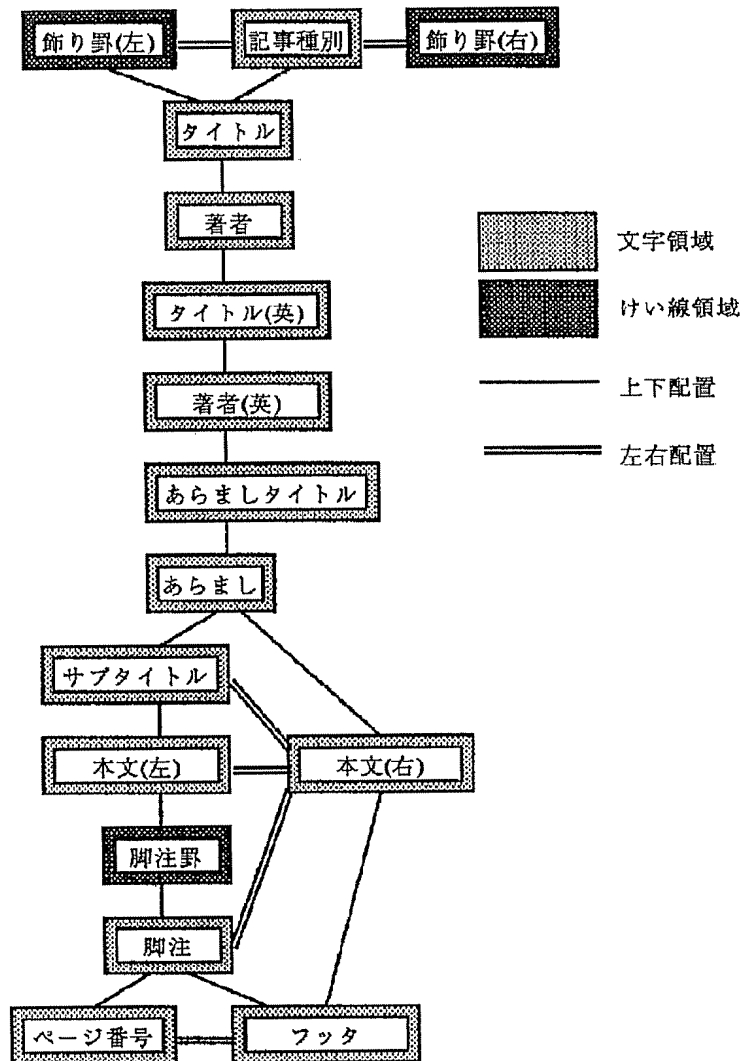 飾り罫(左)
記事種別
飾り罫(右)
タイトル
著者
タイトル(英)
著者(英)
あらましタイトル
あらまし
サブタイトル
本文(左)
本文(右)
脚注罫
脚注
ページ番号
フッタ
文字領域
けい線領域
上下配置
左右配置